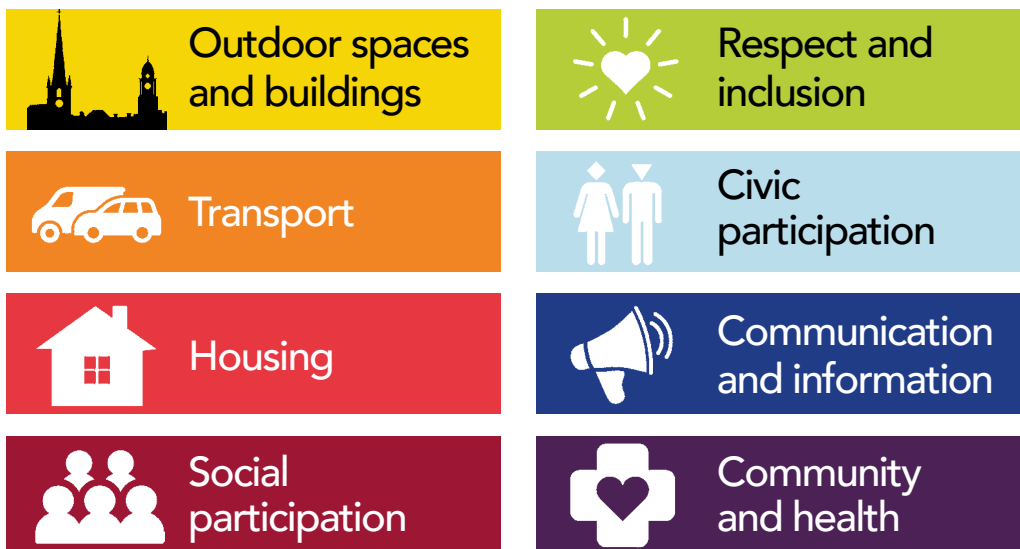 Outdoor spaces
and buildings
Respect and
inclusion
Transport
Civic
participation
Housing
Communication
and information
Social
participation
Community
and health